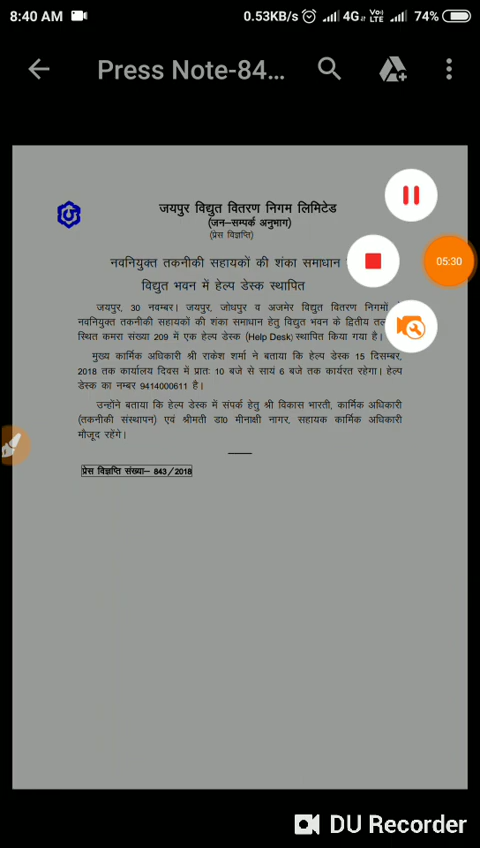 8:40 AM 0.53KB/s 4G VoLTE 74%
Press Note-84...
जयपुर विद्युत वितरण निगम लिमिटेड
(जन–सम्पर्क अनुभाग)
(प्रेस विज्ञप्ति)
नवनियुक्त तकनीकी सहायकों की शंका समाधान
05:30
विद्युत भवन में हेल्प डेस्क स्थापित
जयपुर, 30 नवम्बर। जयपुर, जोधपुर व अजमेर विद्युत वितरण निगमों
नवनियुक्त तकनीकी सहायकों की शंका समाधान हेतु विद्युत भवन के द्वितीय
स्थित कमरा संख्या 209 में एक हेल्प डेस्क (Help Desk) स्थापित किया गया है।
मुख्य कार्मिक अधिकारी श्री राकेश शर्मा ने बताया कि हेल्प डेस्क 15 दिसम्बर,
2018 तक कार्यालय दिवस में प्रातः 10 बजे से सायं 6 बजे तक कार्यरत रहेगा। हेल्प
डेस्क का नम्बर 9414000611 है।
उन्होंने बताया कि हेल्प डेस्क में संपर्क हेतु श्री विकास भारती, कार्मिक अधिकारी
(तकनीकी संस्थापन) एवं श्रीमती डा0 मीनाक्षी नागर, सहायक कार्मिक अधिकारी
मौजूद रहेंगे।
प्रेस विज्ञप्ति संख्या– 843/2018
DU Recorder